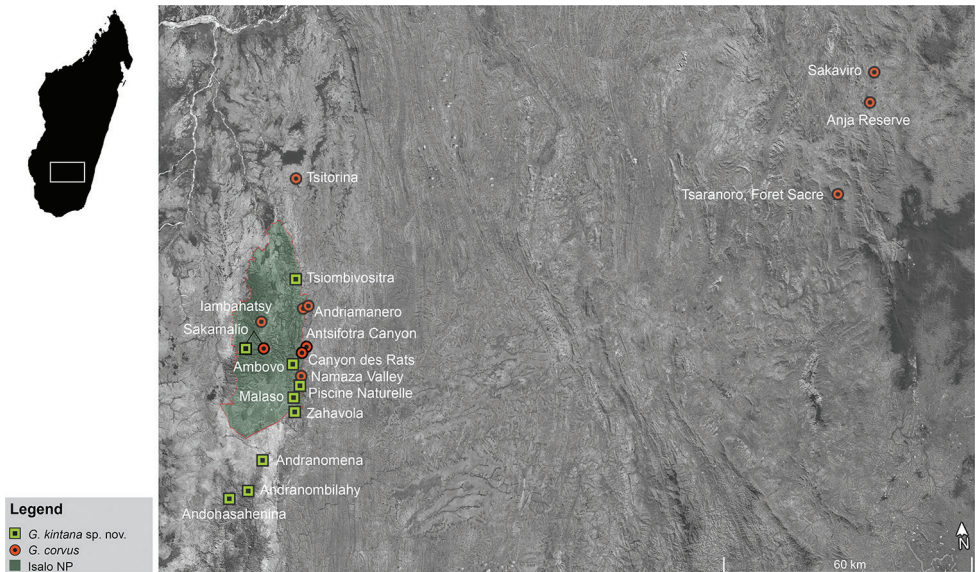 Sakaviro
Anja Reserve
Tsitorina
Tsaranoro, Foret Sacre
Tsiombivositra
Iambahatsy
Andriamanero
Sakamalio
Antsifotra Canyon
Canyon des Rats
Ambovo
Namaza Valley
Piscine Naturelle
Malaso
Zahavola
Andranomena
Andranombilahy
Andohasahenina
Legend
G. kintana sp. nov.
G. corvus
Isalo NP
N
60 km